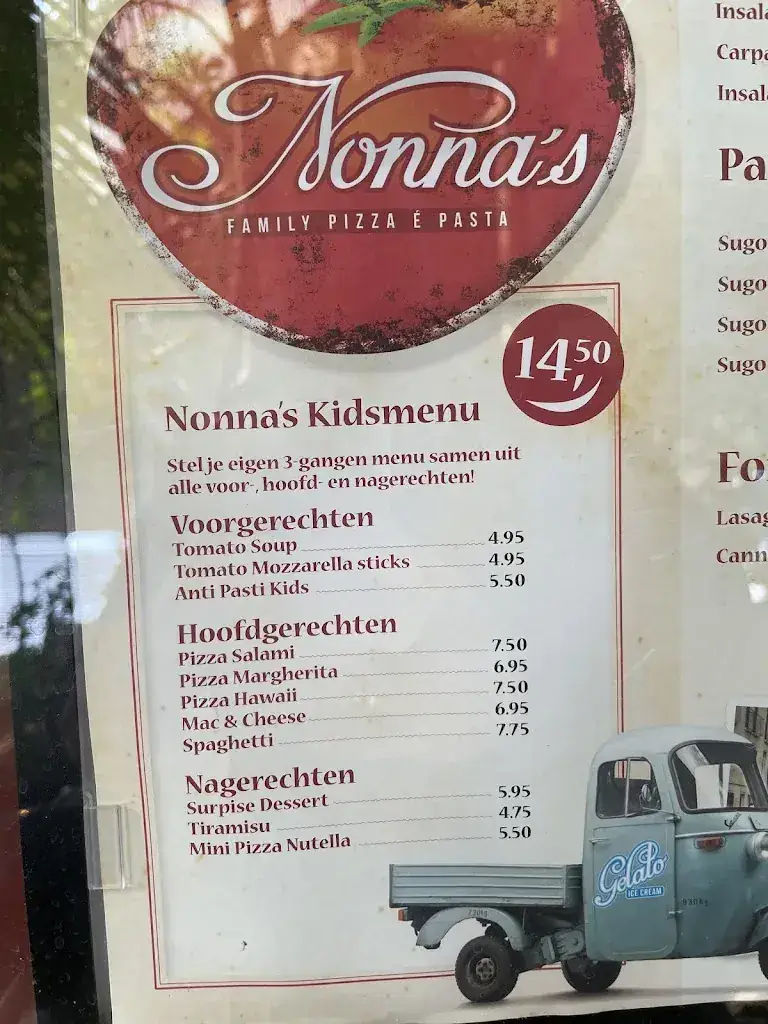 Nonna's
FAMILY PIZZA É PASTA
14,50
Nonna's Kidsmenu
Stel je eigen 3-gangen menu samen uit
alle voor-, hoofd- en nagerechten!
Voorgerechten
Tomato Soup 4.95
Tomato Mozzarella sticks 4.95
Anti Pasti Kids 5.50
Hoofdgerechten
Pizza Salami 7.50
Pizza Margherita 6.95
Pizza Hawaii 7.50
Mac & Cheese 6.95
Spaghetti 7.75
Nagerechten
Surpise Dessert 5.95
Tiramisu 4.75
Mini Pizza Nutella 5.50
Gelato
ICE CREAM
Insala
Carpa
Insala
Pa
Sugo
Sugo
Sugo
Sugo
Lasag
Cann